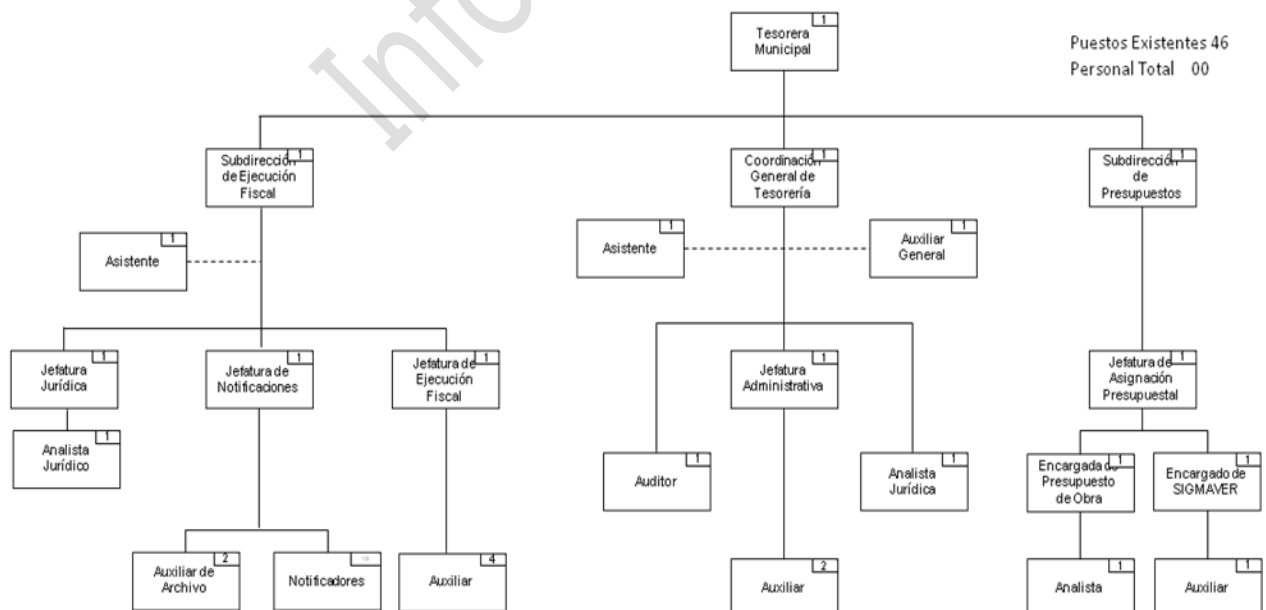 Info
1
Tesorera
Municipal
Puestos Existentes 46
Personal Total 00
1
Subdirección
de Ejecución
Fiscal
1
Coordinación
General de
Tesorería
1
Subdirección
de
Presupuestos
1
Asistente
1
Asistente
1
Auxiliar
General
1
Jefatura
Jurídica
1
Jefatura de
Notificaciones
1
Jefatura de
Ejecución
Fiscal
1
Jefatura
Administrativa
1
Jefatura de
Asignación
Presupuestal
1
Analista
Jurídico
1
Auditor
1
Analista
Jurídica
1
Encargada de
Presupuesto
de Obra
1
Encargado de
SIGMAVER
2
Auxiliar de
Archivo
Notificadores
4
Auxiliar
2
Auxiliar
1
Analista
1
Auxiliar